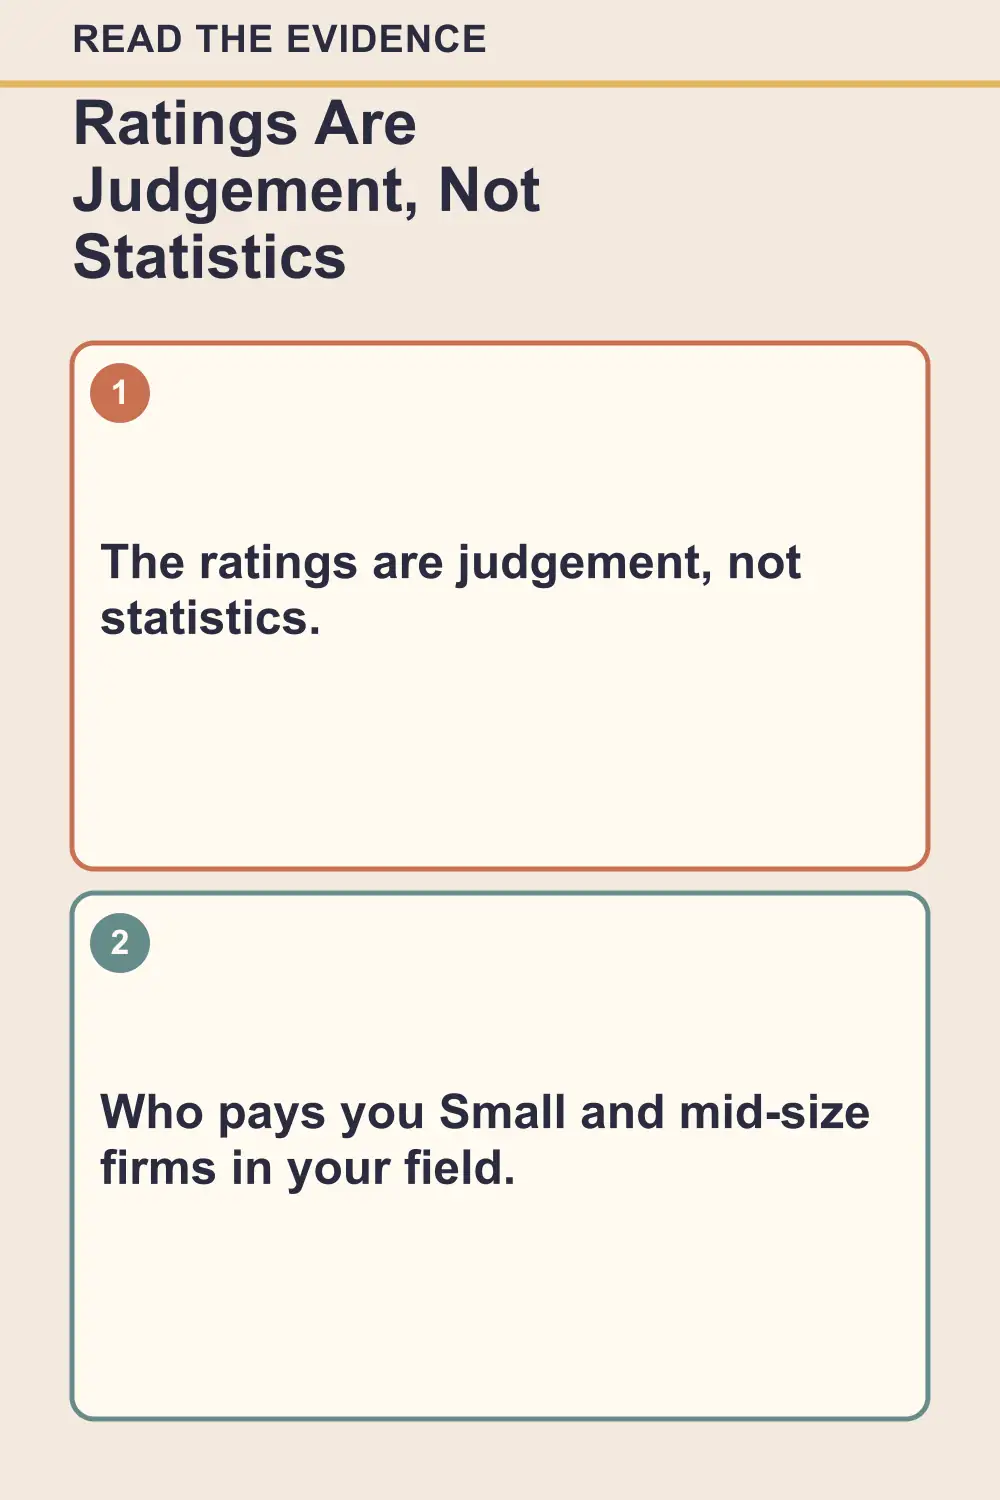 READ THE EVIDENCE
Ratings Are
Judgement, Not
Statistics
1
The ratings are judgement, not
statistics.
2
Who pays you Small and mid-size
firms in your field.